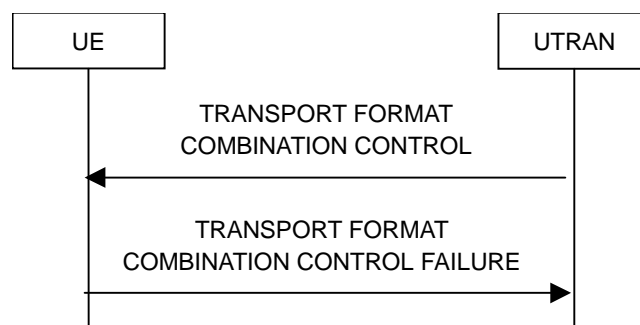 UE
UTRAN
TRANSPORT FORMAT
COMBINATION CONTROL
TRANSPORT FORMAT
COMBINATION CONTROL FAILURE